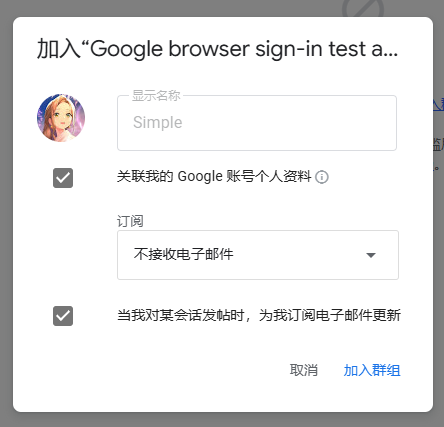 加入“Google browser sign-in test a...
显示名称
Simple
关联我的 Google 账号个人资料
订阅
不接收电子邮件
当我对某会话发帖时，为我订阅电子邮件更新
取消 加入群组